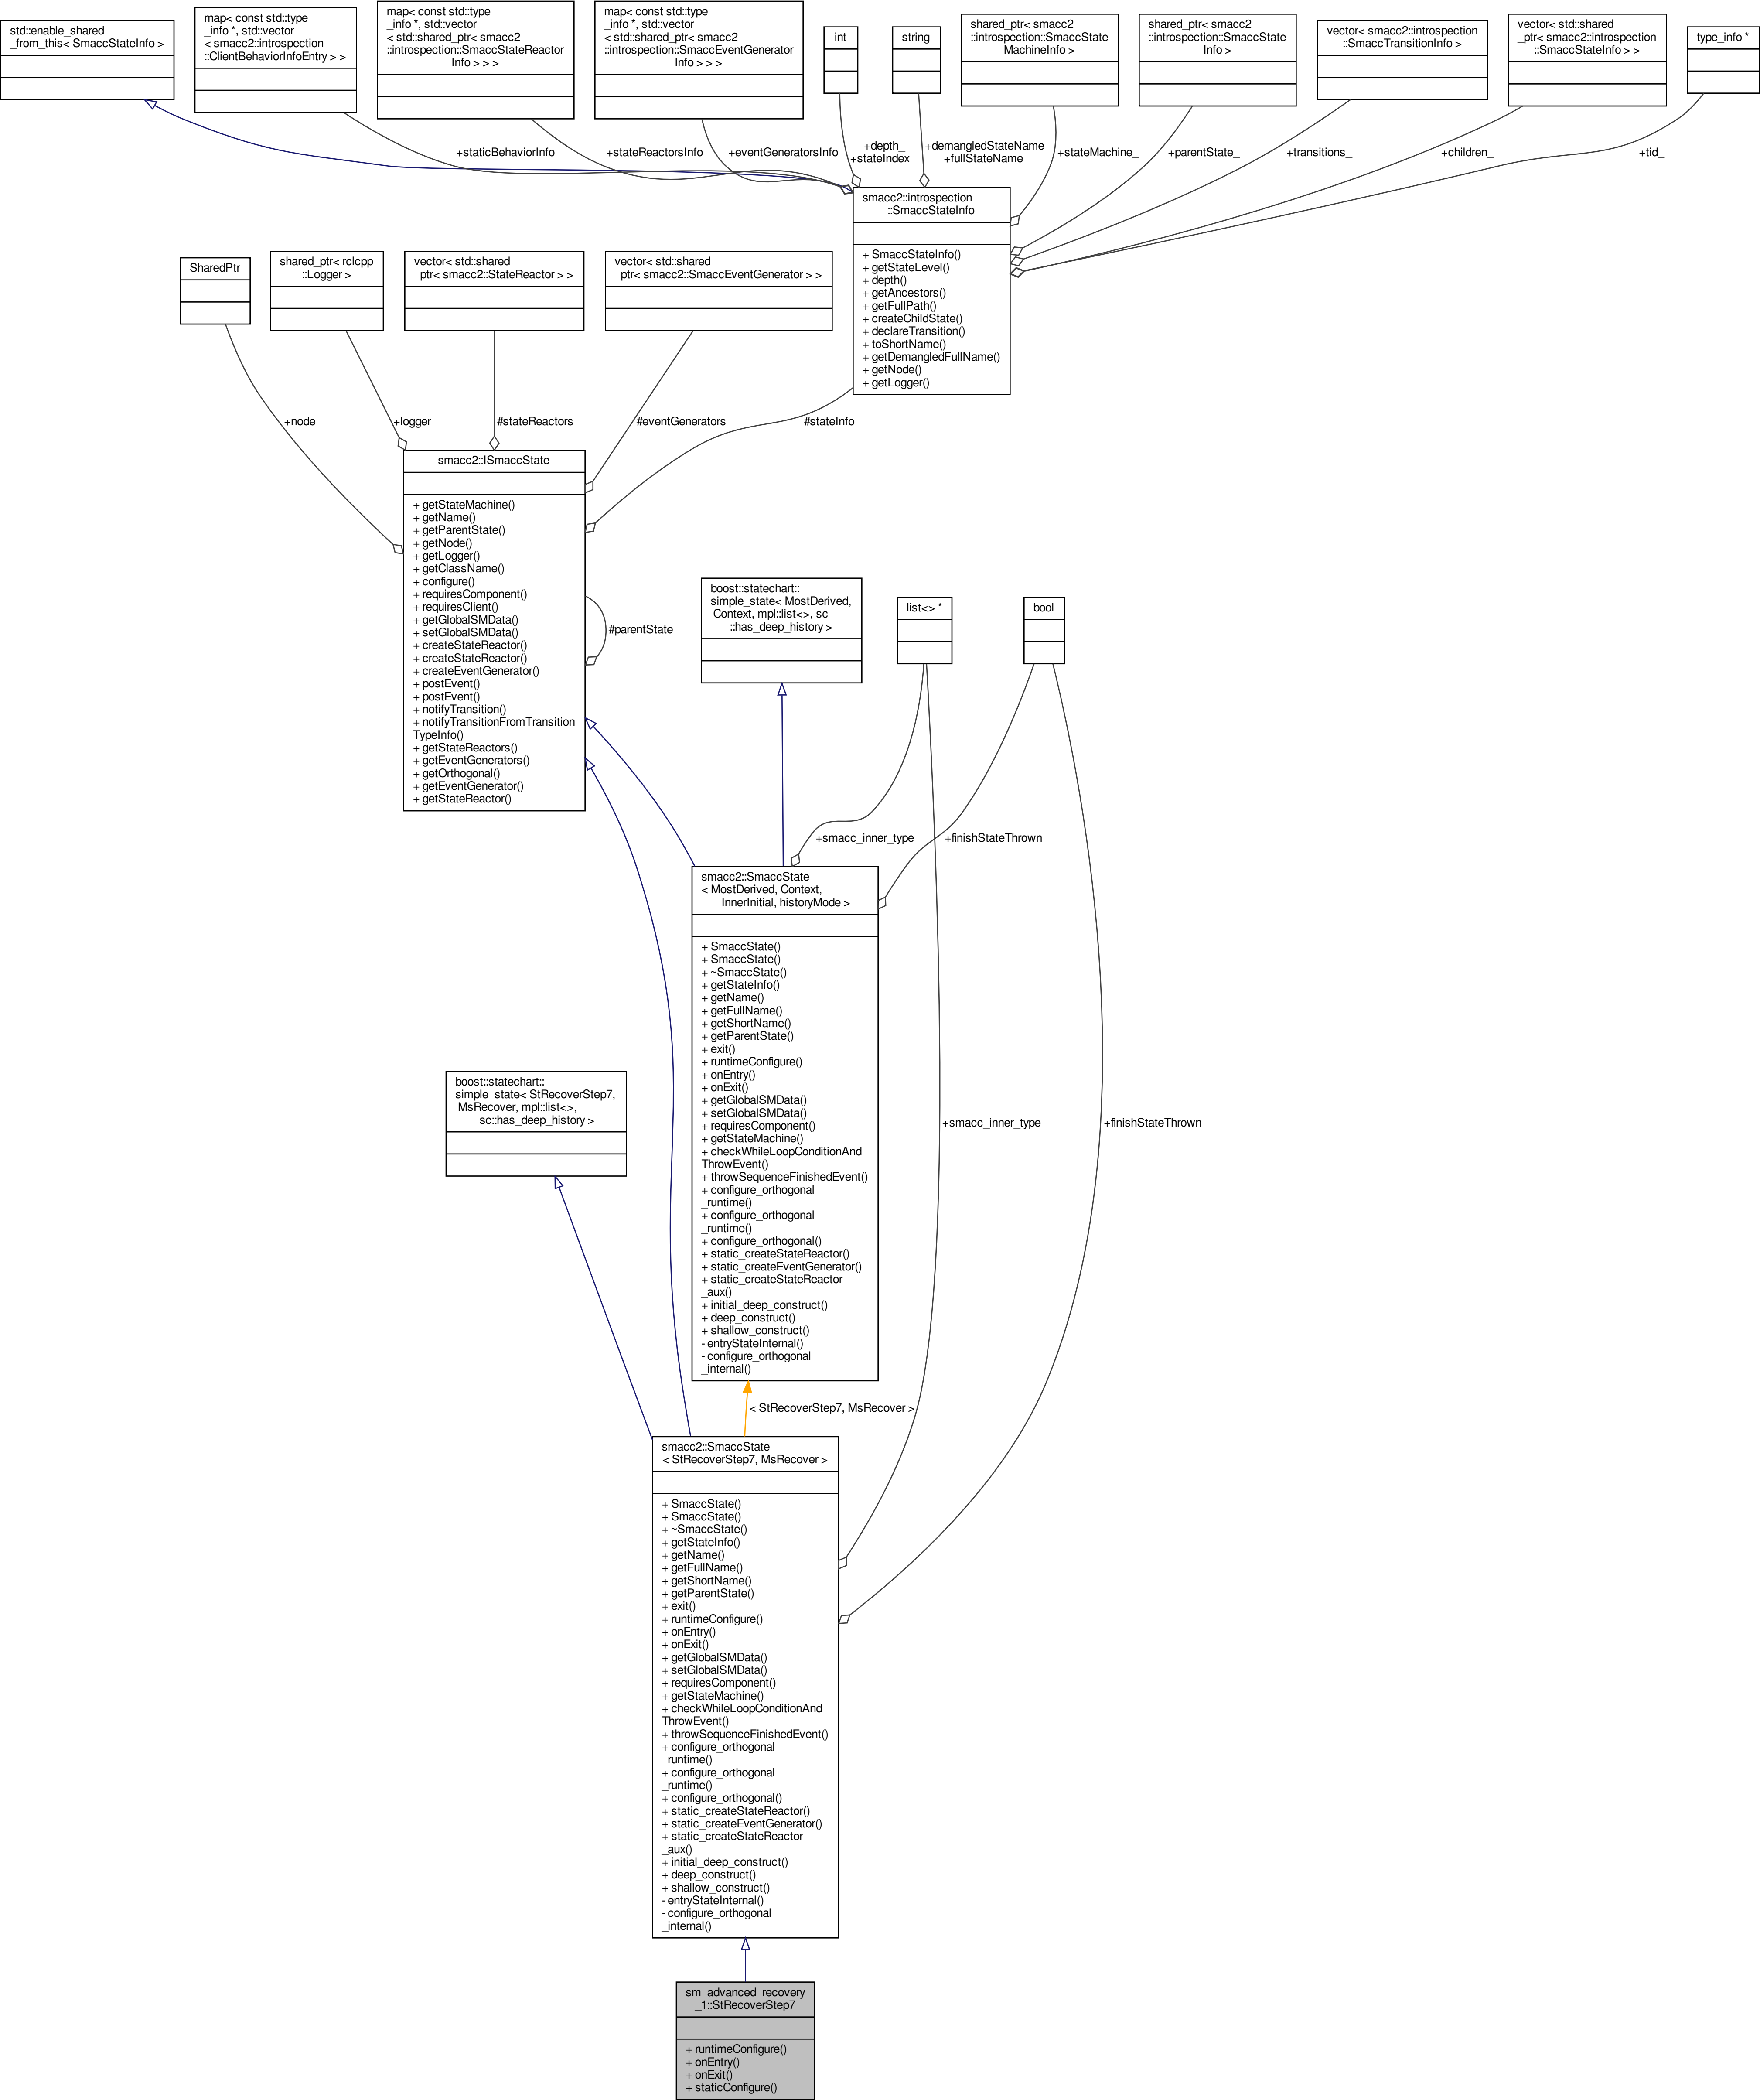 std::enable_shared
_from_this< SmaccStateInfo >
map< const std::type
_info *, std::vector
< smacc2::introspection
::ClientBehaviorInfoEntry > >
map< const std::type
_info *, std::vector
< std::shared_ptr< smacc2
::introspection::SmaccStateReactor
Info > > >
map< const std::type
_info *, std::vector
< std::shared_ptr< smacc2
::introspection::SmaccEventGenerator
Info > > >
int
string
shared_ptr< smacc2
::introspection::SmaccState
MachineInfo >
shared_ptr< smacc2
::introspection::SmaccState
Info >
vector< smacc2::introspection
::SmaccTransitionInfo >
vector< std::shared
_ptr< smacc2::introspection
::SmaccStateInfo > >
type_info *
+staticBehaviorInfo
+stateReactorsInfo
+eventGeneratorsInfo
+depth_
+stateIndex_
+demangledStateName
+fullStateName
+stateMachine_
+parentState_
+transitions_
+children_
+tid_
smacc2::introspection
::SmaccStateInfo
+ SmaccStateInfo()
+ getStateLevel()
+ depth()
+ getAncestors()
+ getFullPath()
+ createChildState()
+ declareTransition()
+ toShortName()
+ getDemangledFullName()
+ getNode()
+ getLogger()
SharedPtr
shared_ptr< rclcpp
::Logger >
vector< std::shared
_ptr< smacc2::StateReactor > >
vector< std::shared
_ptr< smacc2::SmaccEventGenerator > >
+node_
+logger_
#stateReactors_
#eventGenerators_
#stateInfo_
smacc2::ISmaccState
+ getStateMachine()
+ getName()
+ getParentState()
+ getNode()
+ getLogger()
+ getClassName()
+ configure()
+ requiresComponent()
+ requiresClient()
+ getGlobalSMData()
+ setGlobalSMData()
+ createStateReactor()
+ createStateReactor()
+ createEventGenerator()
+ postEvent()
+ postEvent()
+ notifyTransition()
+ notifyTransitionFromTransition
TypeInfo()
+ getStateReactors()
+ getEventGenerators()
+ getOrthogonal()
+ getEventGenerator()
+ getStateReactor()
#parentState_
boost::statechart::
simple_state< MostDerived,
Context, mpl::list<>, sc
::has_deep_history >
list<> *
bool
+smacc_inner_type
+finishStateThrown
smacc2::SmaccState
< MostDerived, Context,
InnerInitial, historyMode >
+ SmaccState()
+ SmaccState()
+ ~SmaccState()
+ getStateInfo()
+ getName()
+ getFullName()
+ getShortName()
+ getParentState()
+ exit()
+ runtimeConfigure()
+ onEntry()
+ onExit()
+ getGlobalSMData()
+ setGlobalSMData()
+ requiresComponent()
+ getStateMachine()
+ checkWhileLoopConditionAnd
ThrowEvent()
+ throwSequenceFinishedEvent()
+ configure_orthogonal
_runtime()
+ configure_orthogonal
_runtime()
+ configure_orthogonal()
+ static_createStateReactor()
+ static_createEventGenerator()
+ static_createStateReactor
_aux()
+ initial_deep_construct()
+ deep_construct()
+ shallow_construct()
- entryStateInternal()
- configure_orthogonal
_internal()
boost::statechart::
simple_state< StRecoverStep7,
MsRecover, mpl::list<>,
sc::has_deep_history >
+smacc_inner_type
+finishStateThrown
< StRecoverStep7, MsRecover >
smacc2::SmaccState
< StRecoverStep7, MsRecover >
+ SmaccState()
+ SmaccState()
+ ~SmaccState()
+ getStateInfo()
+ getName()
+ getFullName()
+ getShortName()
+ getParentState()
+ exit()
+ runtimeConfigure()
+ onEntry()
+ onExit()
+ getGlobalSMData()
+ setGlobalSMData()
+ requiresComponent()
+ getStateMachine()
+ checkWhileLoopConditionAnd
ThrowEvent()
+ throwSequenceFinishedEvent()
+ configure_orthogonal
_runtime()
+ configure_orthogonal
_runtime()
+ configure_orthogonal()
+ static_createStateReactor()
+ static_createEventGenerator()
+ static_createStateReactor
_aux()
+ initial_deep_construct()
+ deep_construct()
+ shallow_construct()
- entryStateInternal()
- configure_orthogonal
_internal()
sm_advanced_recovery
_1::StRecoverStep7
+ runtimeConfigure()
+ onEntry()
+ onExit()
+ staticConfigure()